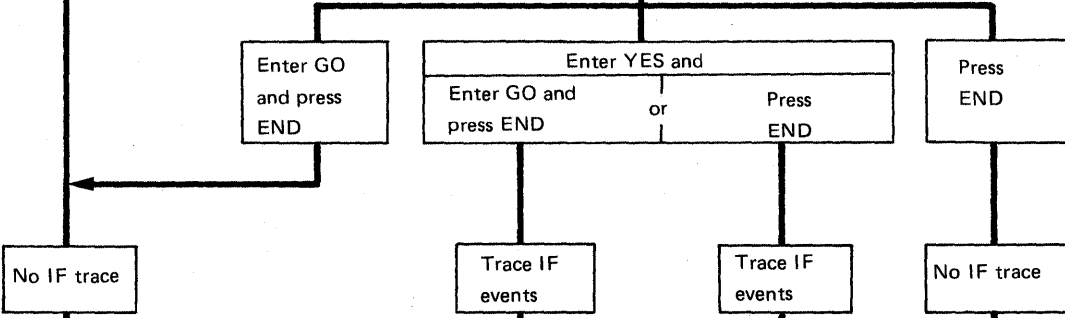 Enter GO
and press
END
Enter YES and
Enter GO and
press END
or
Press
END
Press
END
No IF trace
Trace IF
events
Trace IF
events
No IF trace